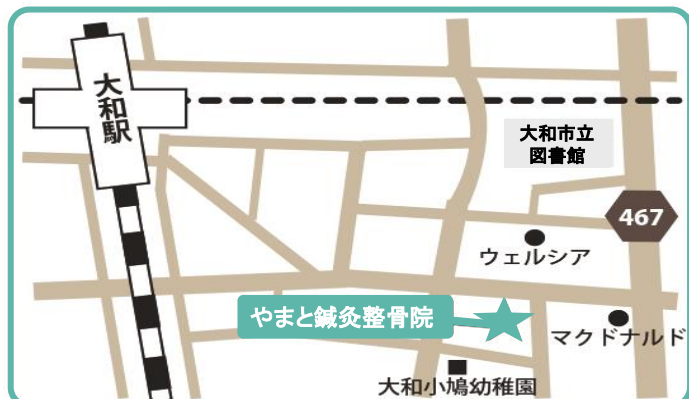 大和駅
大和市立
図書館
467
ウェルシア
やまと鍼灸整骨院
マクドナルド
大和小鳩幼稚園